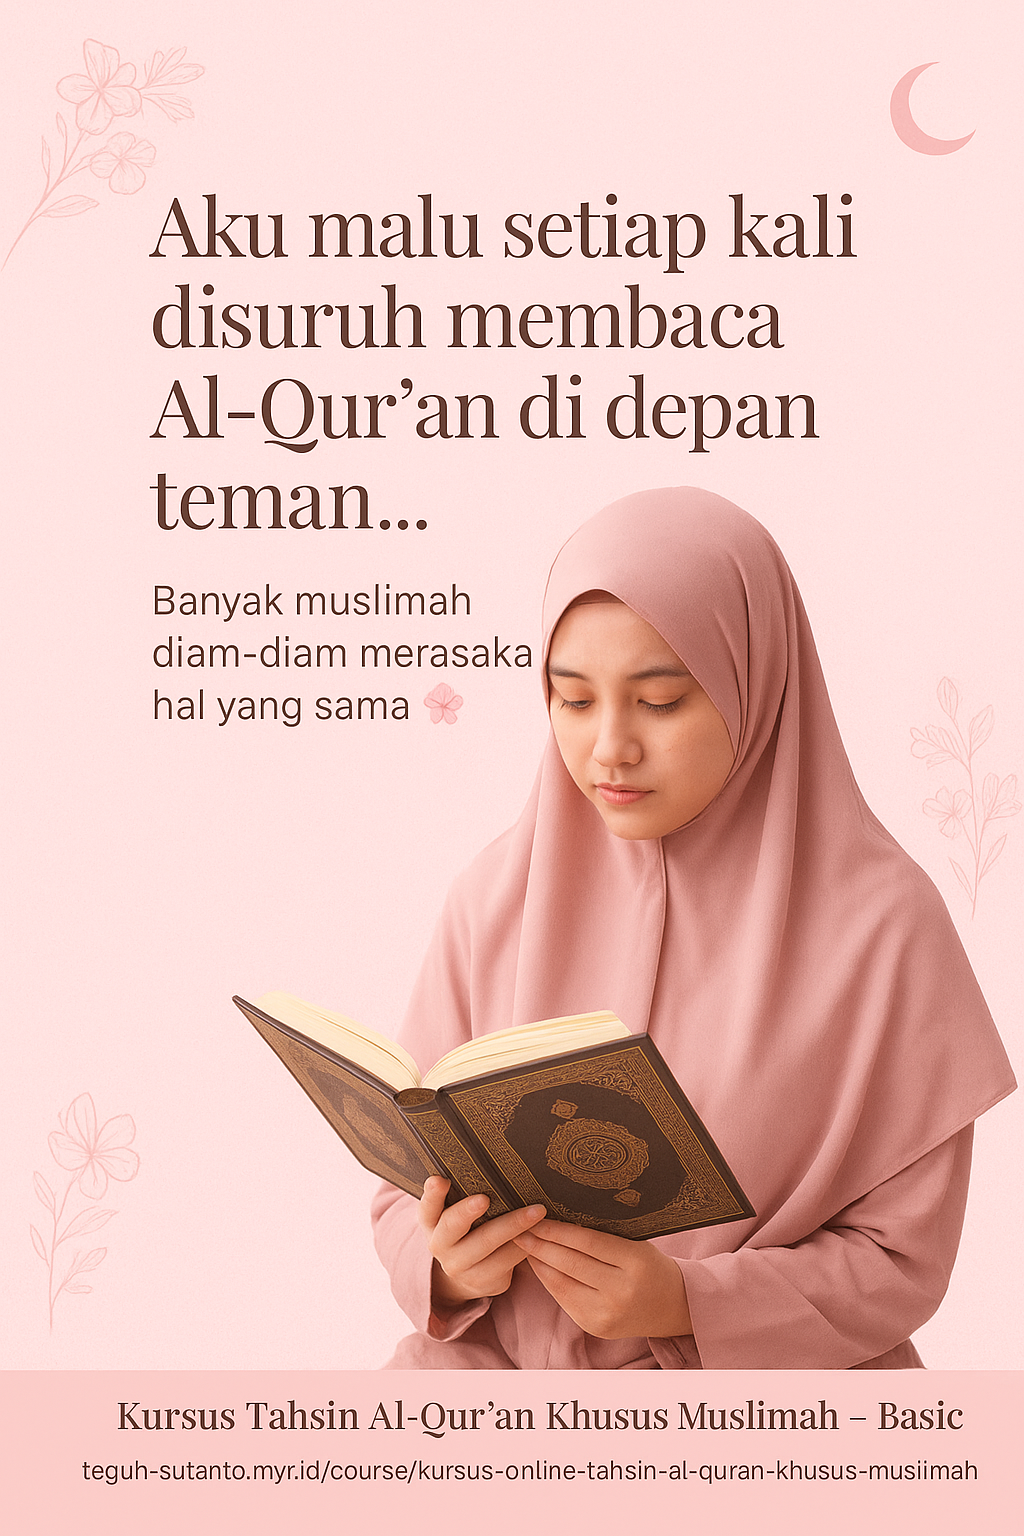 Aku malu setiap kali
disuruh membaca
Al-Qur’an di depan
teman...
Banyak muslimah
diam-diam merasaka
hal yang sama
Kursus Tahsin Al-Qur’an Khusus Muslimah – Basic
teguh-sutanto.myr.id/course/kursus-online-tahsin-al-quran-khusus-musiimah